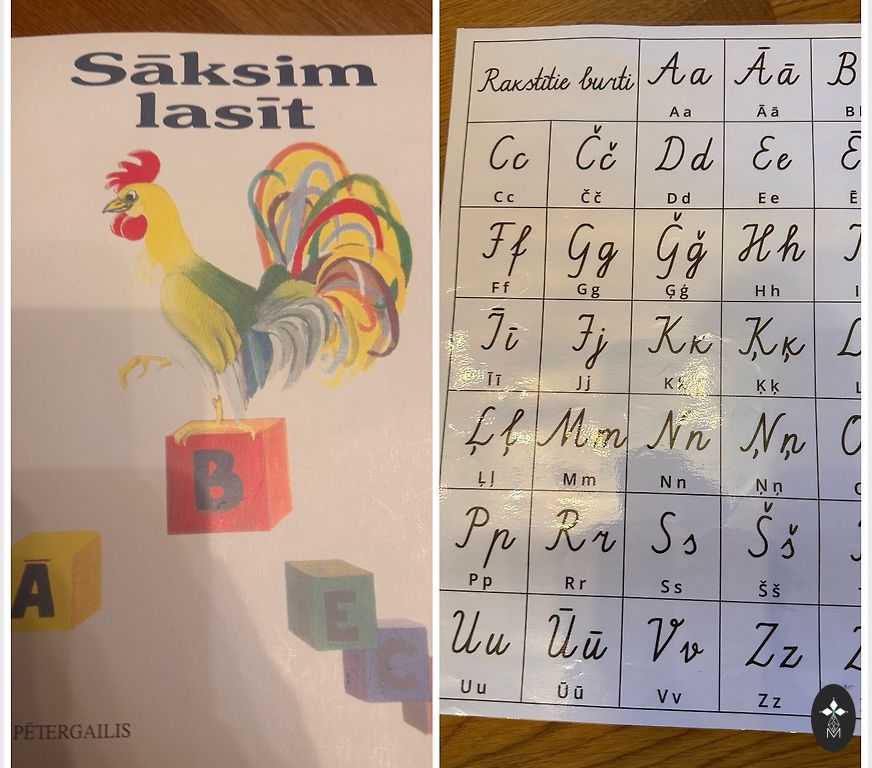 Sāksim
lasīt
B
Ā
E
C
PĒTERGAILIS
Rakstītie burti Aa Āā B
Aa Āā B
Cc Čč Dd Ee Ē
Cc Čč Dd Ee Ē
Ff Gg Ğğ Hh
Ff Gg Ģģ Hh I
Īī Jj Kk Ķķ L
Īī Jj Kk Ķķ L
Ļļ Mm Nn Ņņ O
Ļļ Mm Nn Ņņ
Pp Rr Ss Šš
Pp Rr Ss Šš
Uu Ūū Vv Zz
Uu Ūū Vv Zz
M